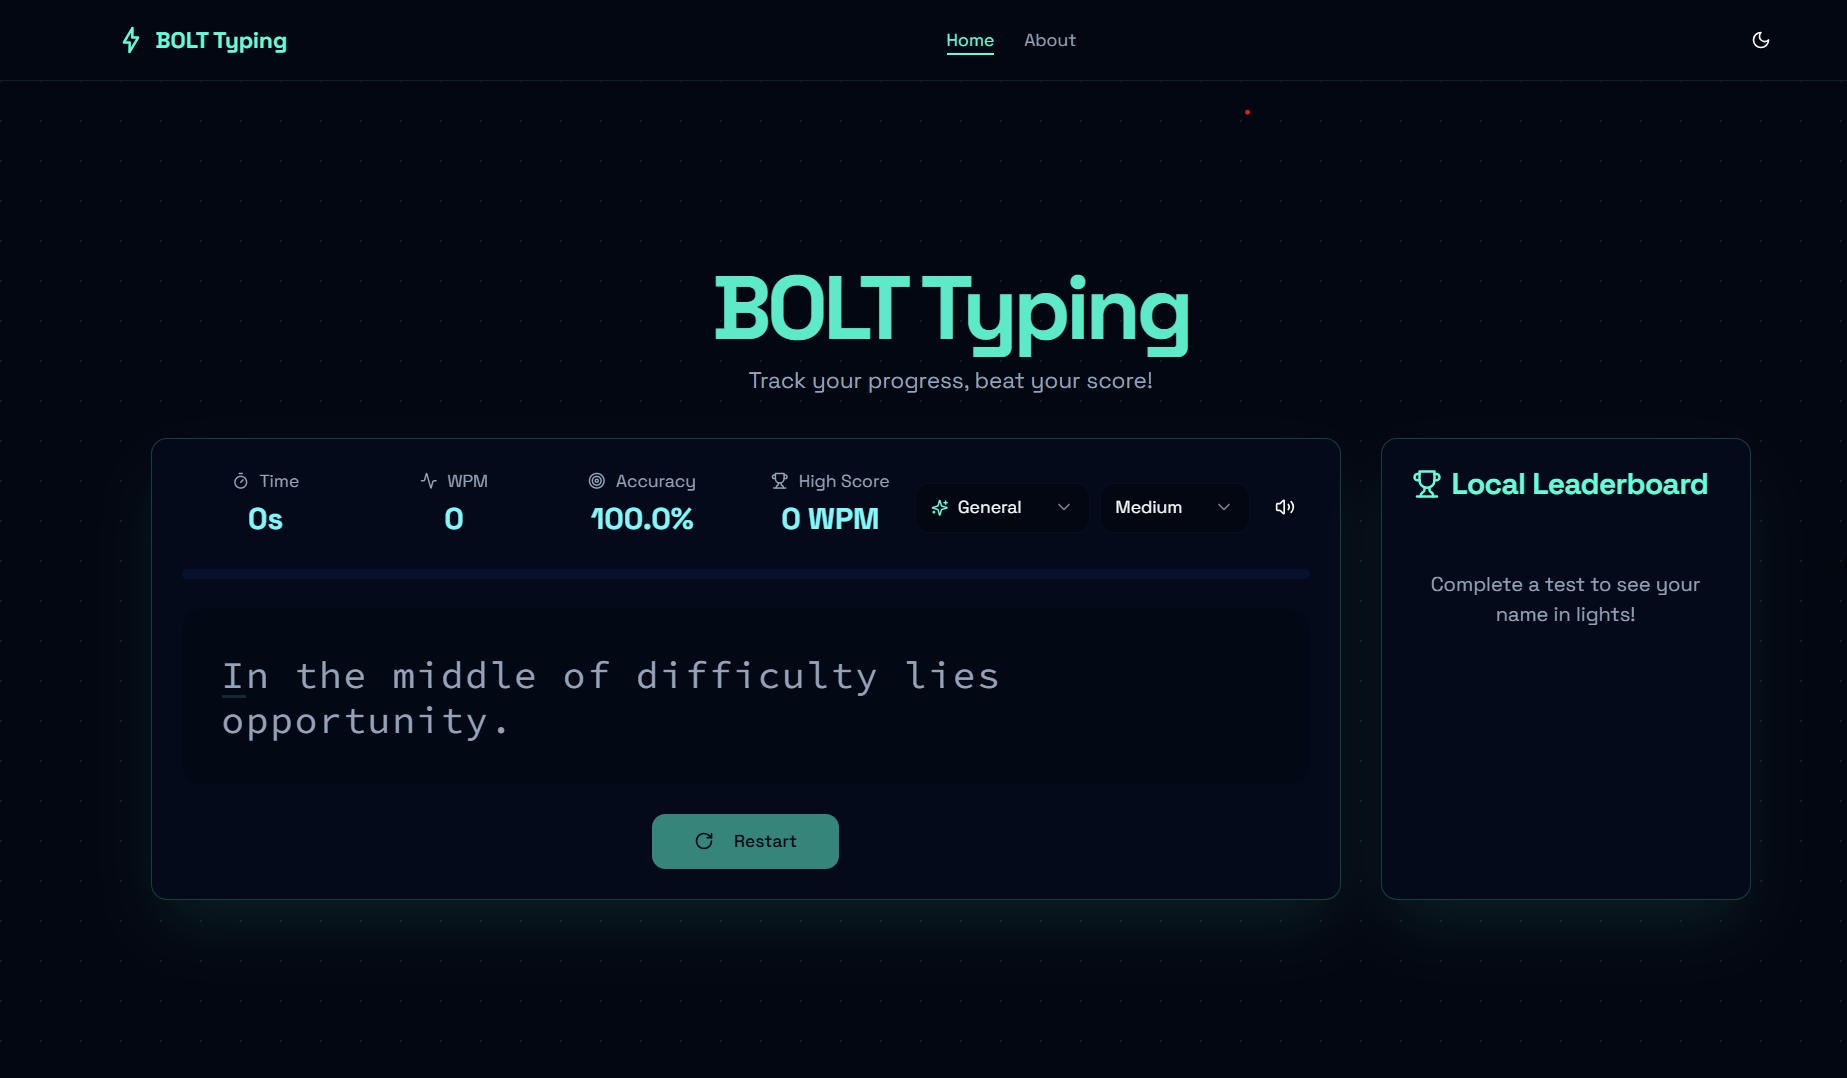 BOLT Typing
Home
About
BOLT Typing
Track your progress, beat your score!
Time
WPM
Accuracy
High Score
0s
0
100.0%
0 WPM
General
Medium
In the middle of difficulty lies
opportunity.
Restart
Local Leaderboard
Complete a test to see your
name in lights!